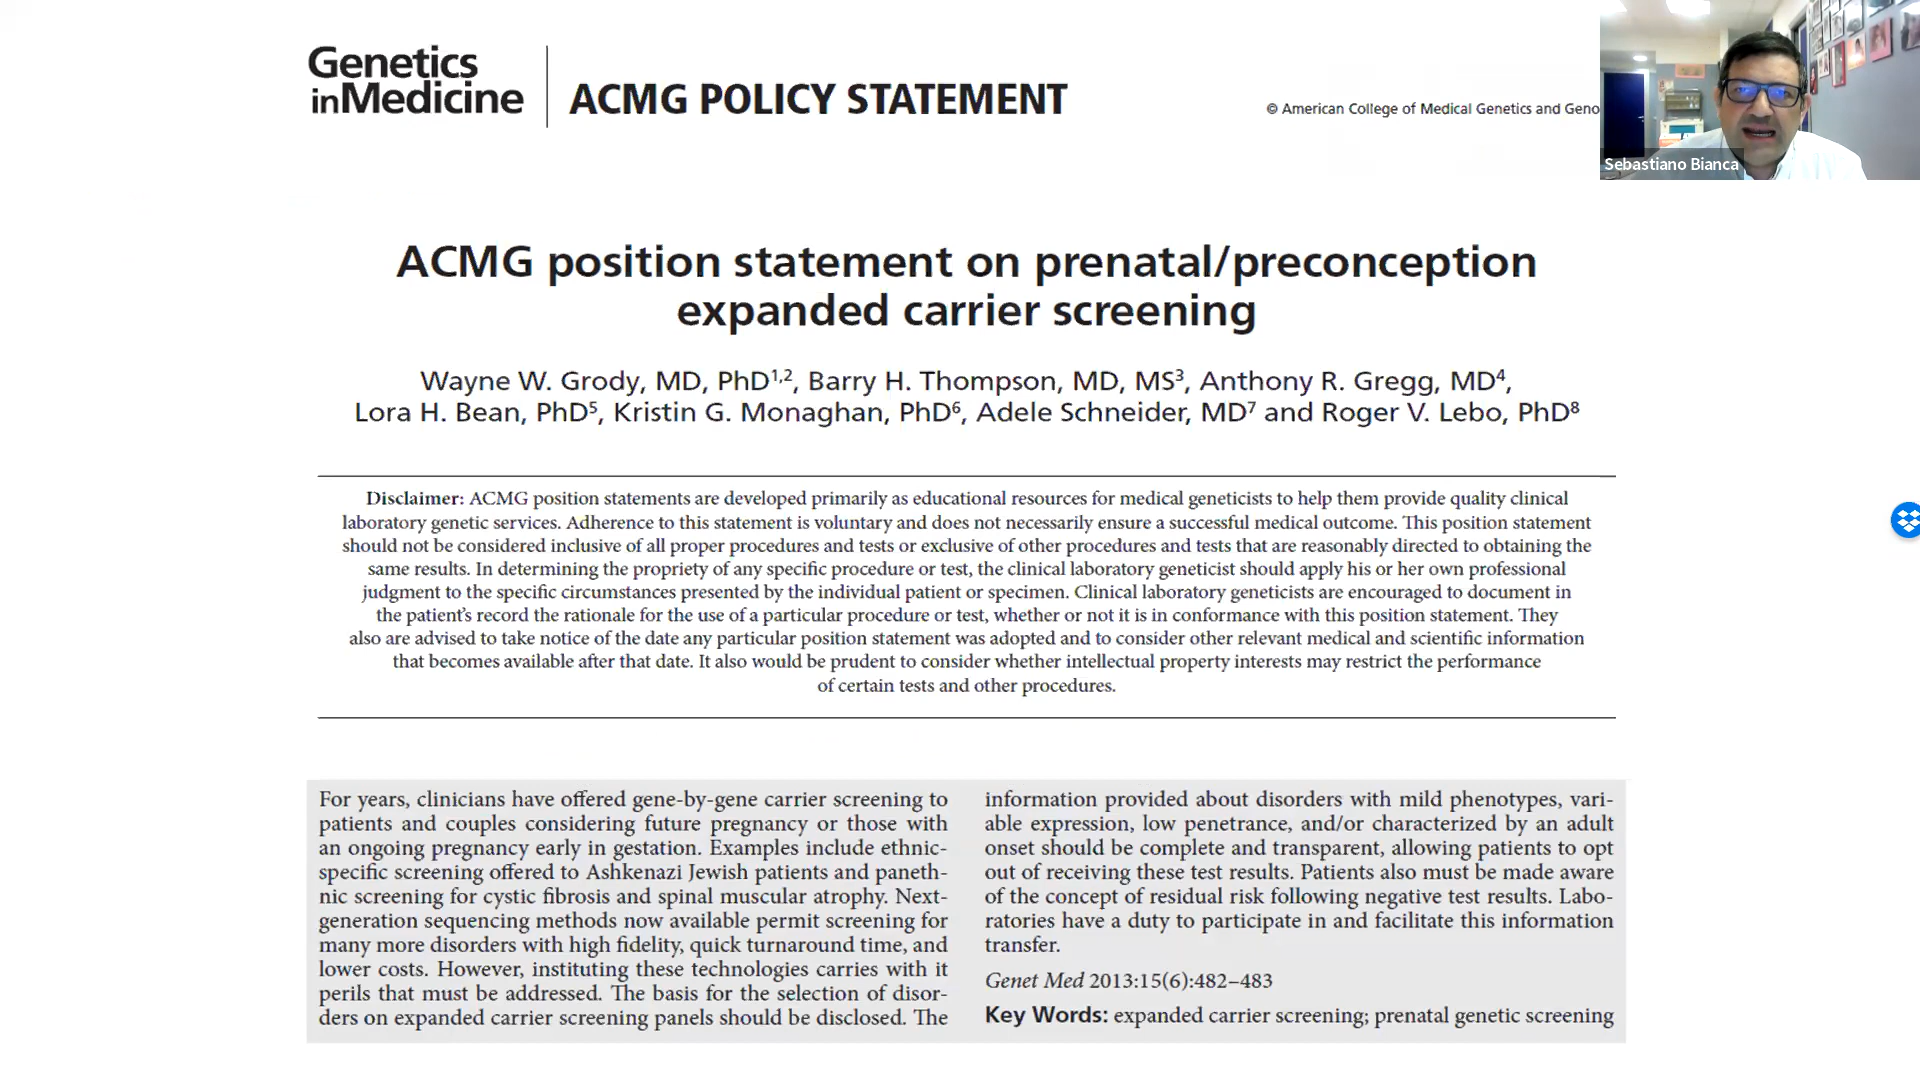 Genetics
inMedicine
ACMG POLICY STATEMENT
© American College of Medical Genetics and Geno
Sebastiano Bianca
ACMG position statement on prenatal/preconception
expanded carrier screening
Wayne W. Grody, MD, PhD1,2, Barry H. Thompson, MD, MS3, Anthony R. Gregg, MD4,
Lora H. Bean, PhD5, Kristin G. Monaghan, PhD6, Adele Schneider, MD7 and Roger V. Lebo, PhD8
Disclaimer: ACMG position statements are developed primarily as educational resources for medical geneticists to help them provide quality clinical
laboratory genetic services. Adherence to this statement is voluntary and does not necessarily ensure a successful medical outcome. This position statement
should not be considered inclusive of all proper procedures and tests or exclusive of other procedures and tests that are reasonably directed to obtaining the
same results. In determining the propriety of any specific procedure or test, the clinical laboratory geneticist should apply his or her own professional
judgment to the specific circumstances presented by the individual patient or specimen. Clinical laboratory geneticists are encouraged to document in
the patient's record the rationale for the use of a particular procedure or test, whether or not it is in conformance with this position statement. They
also are advised to take notice of the date any particular position statement was adopted and to consider other relevant medical and scientific information
that becomes available after that date. It also would be prudent to consider whether intellectual property interests may restrict the performance
of certain tests and other procedures.
For years, clinicians have offered gene-by-gene carrier screening to
patients and couples considering future pregnancy or those with
an ongoing pregnancy early in gestation. Examples include ethnic-
specific screening offered to Ashkenazi Jewish patients and paneth-
nic screening for cystic fibrosis and spinal muscular atrophy. Next-
generation sequencing methods now available permit screening for
many more disorders with high fidelity, quick turnaround time, and
lower costs. However, instituting these technologies carries with it
perils that must be addressed. The basis for the selection of disor-
ders on expanded carrier screening panels should be disclosed. The
information provided about disorders with mild phenotypes, vari-
able expression, low penetrance, and/or characterized by an adult
onset should be complete and transparent, allowing patients to opt
out of receiving these test results. Patients also must be made aware
of the concept of residual risk following negative test results. Labo-
ratories have a duty to participate in and facilitate this information
transfer.
Genet Med 2013:15(6):482–483
Key Words: expanded carrier screening; prenatal genetic screening